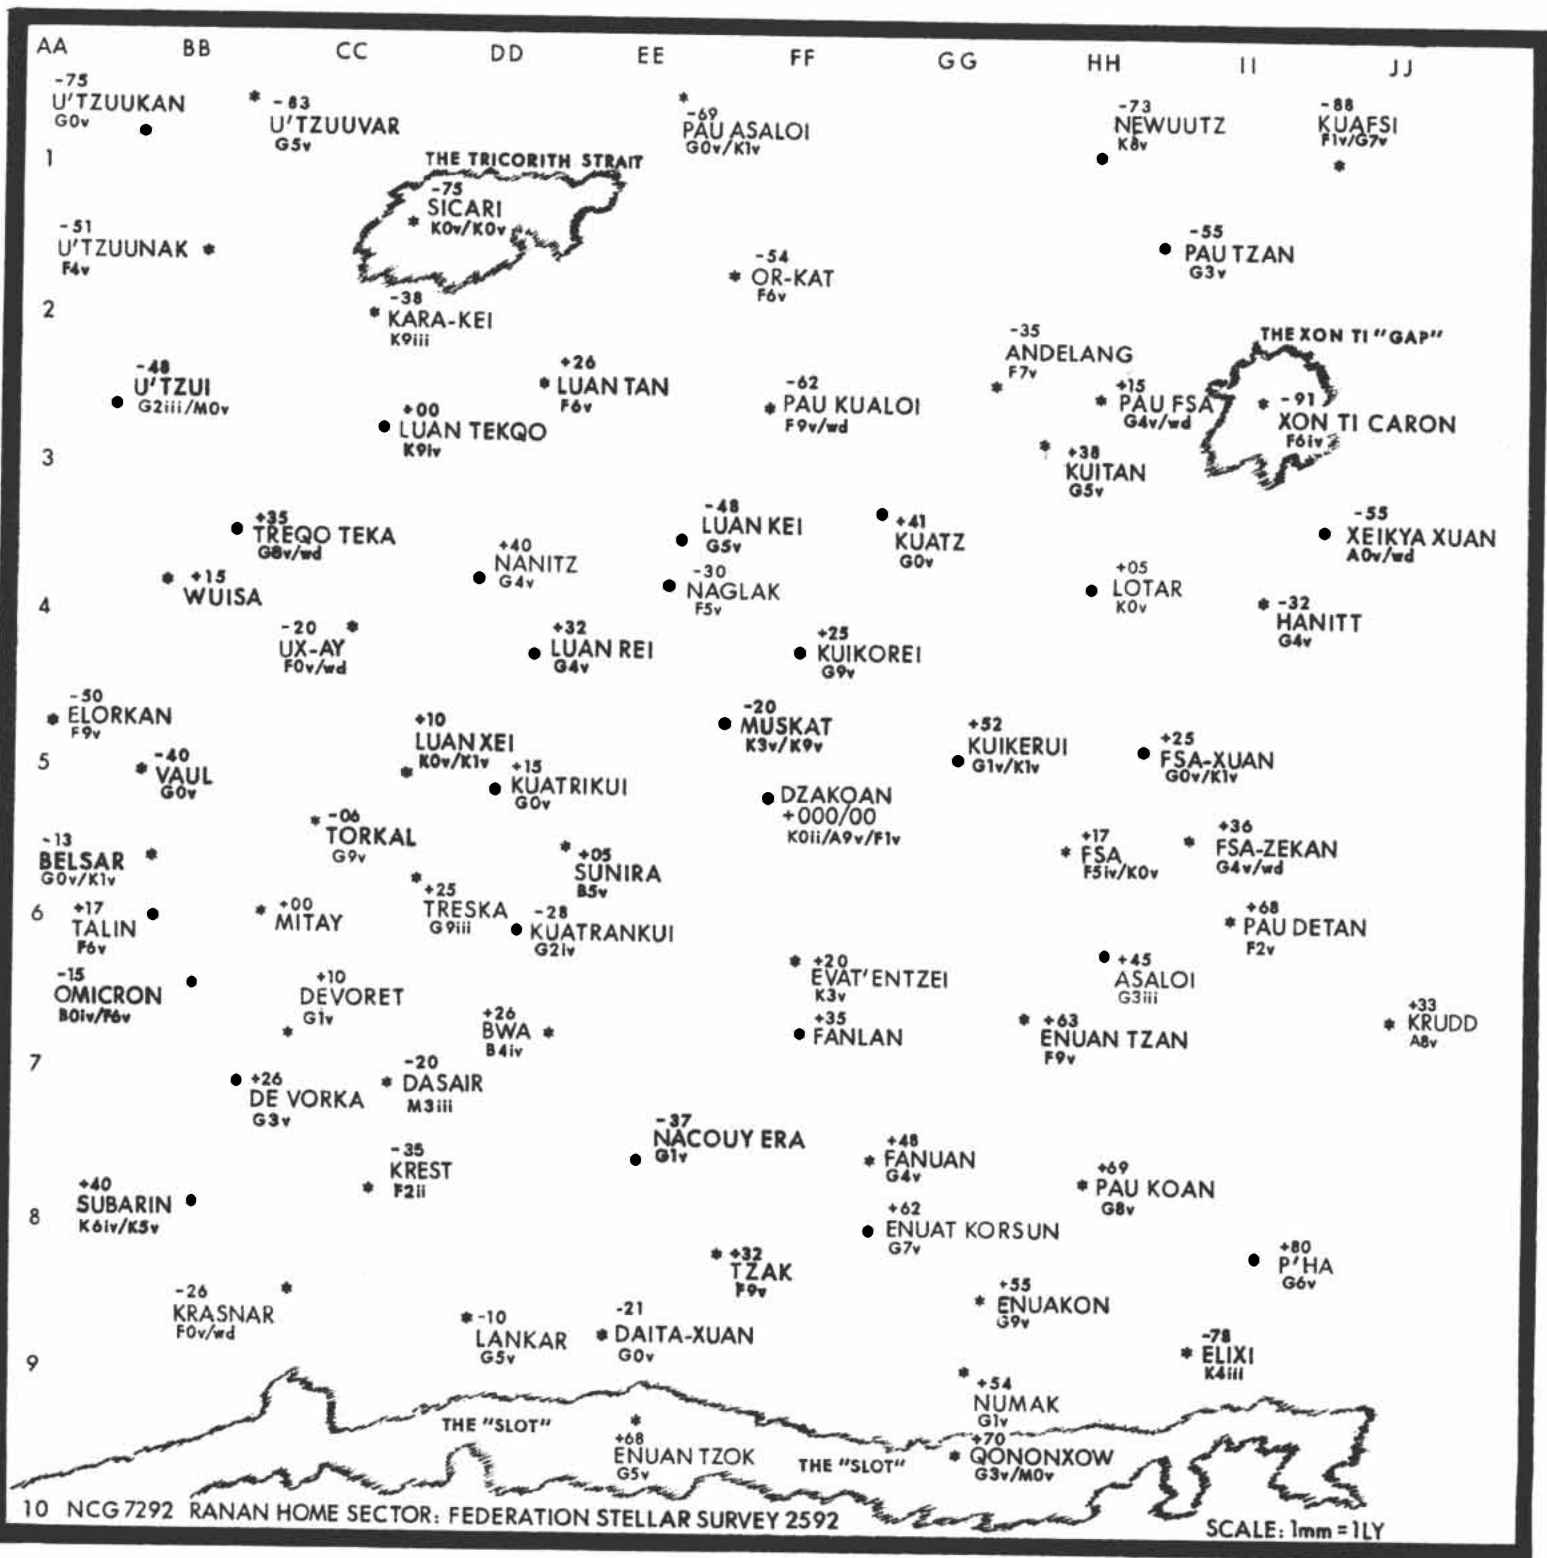 AA BB CC DD EE FF GG HH II JJ
-75
U'TZUUKAN
G0v
-83
U'TZUUVAR
G5v
-69
PAU ASALOI
G0v/K1v
-73
NEWUUTZ
K8v
-88
KUAFSI
F1v/G7v
1
THE TRICORITH STRAIT
-75
SICARI
K0v/K0v
-51
U'TZUUNAK
F4v
-54
OR-KAT
F6v
-55
PAU TZAN
G3v
2
-38
KARA-KEI
K9iii
-35
ANDELANG
F7v
THE XON TI "GAP"
-48
U'TZUI
G2iii/M0v
+26
LUAN TAN
F6v
-62
PAU KUALOI
F9v/wd
+15
PAU FSA
G4v/wd
-91
XON TI CARON
F6iv
+00
LUAN TEKQO
K9iv
3
+38
KUITAN
G5v
+35
TREQO TEKA
G8v/wd
-48
LUAN KEI
G5v
+41
KUATZ
G0v
-55
XEIKYA XUAN
A0v/wd
+40
NANITZ
G4v
+15
WUISA
-30
NAGLAK
F5v
+05
LOTAR
K0v
4
-32
HANITT
G4v
-20
UX-AY
F0v/wd
+32
LUAN REI
G4v
+25
KUIKOREI
G9v
-50
ELORKAN
F9v
-20
MUSKAT
K3v/K9v
+10
LUAN XEI
K0v/K1v
+52
KUIKERUI
G1v/K1v
+25
FSA-XUAN
G0v/K1v
5
-40
VAUL
G0v
+15
KUATRIKUI
G0v
DZAKOAN
+000/00
K0ii/A9v/F1v
-06
TORKAL
G9v
-13
BELSAR
G0v/K1v
+05
SUNIRA
B5v
+17
FSA
F5iv/K0v
+36
FSA-ZEKAN
G4v/wd
6
+17
TALIN
F6v
+00
MITAY
+25
TRESKA
G9iii
-28
KUATRANKUI
G2iv
+68
PAU DETAN
F2v
-15
OMICRON
B0iv/F6v
+10
DEVORET
G1v
+20
EVAT'ENTZEI
K3v
+45
ASALOI
G3iii
+26
BWA
B4iv
+35
FANLAN
+63
ENUAN TZAN
F9v
+33
KRUDD
A8v
7
+26
DE VORKA
G3v
-20
DASAIR
M3iii
-37
NACOUY ERA
G1v
-35
KREST
F2ii
+48
FANUAN
G4v
+69
PAU KOAN
G8v
+40
SUBARIN
K6iv/K5v
8
+62
ENUAT KORSUN
G7v
+32
TZAK
F9v
+80
P'HA
G6v
-26
KRASNAR
F0v/wd
+55
ENUAKON
G9v
-10
LANKAR
G5v
-21
DAITA-XUAN
G0v
-78
ELIXI
K4iii
9
+54
NUMAK
G1v
THE "SLOT"
+68
ENUAN TZOK
G5v
THE "SLOT"
+70
QONONXOW
G3v/M0v
10 NCG 7292 RANAN HOME SECTOR: FEDERATION STELLAR SURVEY 2592
SCALE: 1mm = 1LY